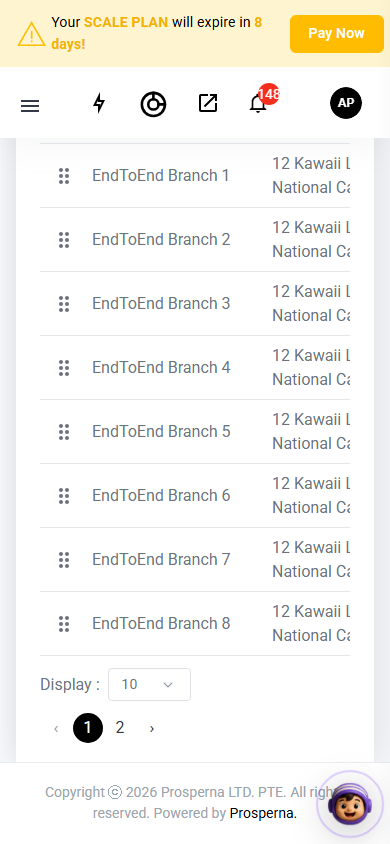 Your SCALE PLAN will expire in 8
days!
Pay Now
148
AP
EndToEnd Branch 1
12 Kawaii L
National Ca
EndToEnd Branch 2
12 Kawaii L
National Ca
EndToEnd Branch 3
12 Kawaii L
National Ca
EndToEnd Branch 4
12 Kawaii L
National Ca
EndToEnd Branch 5
12 Kawaii L
National Ca
EndToEnd Branch 6
12 Kawaii L
National Ca
EndToEnd Branch 7
12 Kawaii L
National Ca
EndToEnd Branch 8
12 Kawaii L
National Ca
Display : 10
‹ 1 2 ›
Copyright ⓒ 2026 Prosperna LTD. PTE. All right
reserved. Powered by Prosperna.